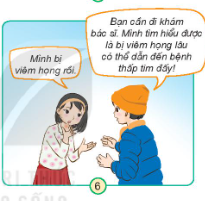 Mình bị
viêm họng rồi.
Bạn cần đi khám
bác sĩ. Mình tìm hiểu được
là bị viêm họng lâu
có thể dẫn đến bệnh
thấp tim đấy!
6